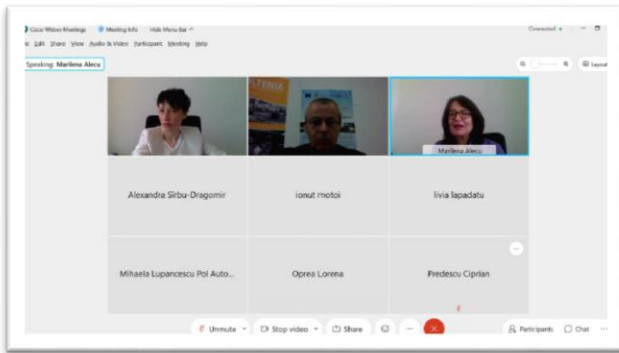 Cisco Webex Meetings Meeting Info Hide Menu Bar Connected
Edit Share View Audio & Video Participant Meeting Help
Speaking: Marilena Alecu
Layout
LTENIA
Marilena Alecu
Alexandra Sîrbu-Dragomir ionut motoi livia lapadatu
Mihaela Lupancescu Pol Auto... Oprea Lorena Predescu Ciprian
Unmute Stop video Share Participants Chat